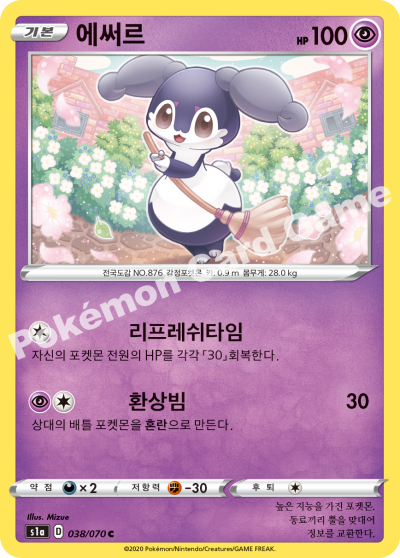 기본 에써르 HP 100
전국도감 NO.876 감정포켓몬 키: 0.9 m 몸무게: 28.0 kg
Pokémon Card Game
리프레쉬타임
자신의 포켓몬 전원의 HP를 각각 「30」회복한다.
환상빔 30
상대의 배틀 포켓몬을 혼란으로 만든다.
약점 ×2 저항력 -30 후퇴
Illus. Mizue
s1a D 038/070 C
높은 지능을 가진 포켓몬.
동료끼리 뿔을 맞대어
정보를 교환한다.
©2020 Pokémon/Nintendo/Creatures/GAME FREAK.